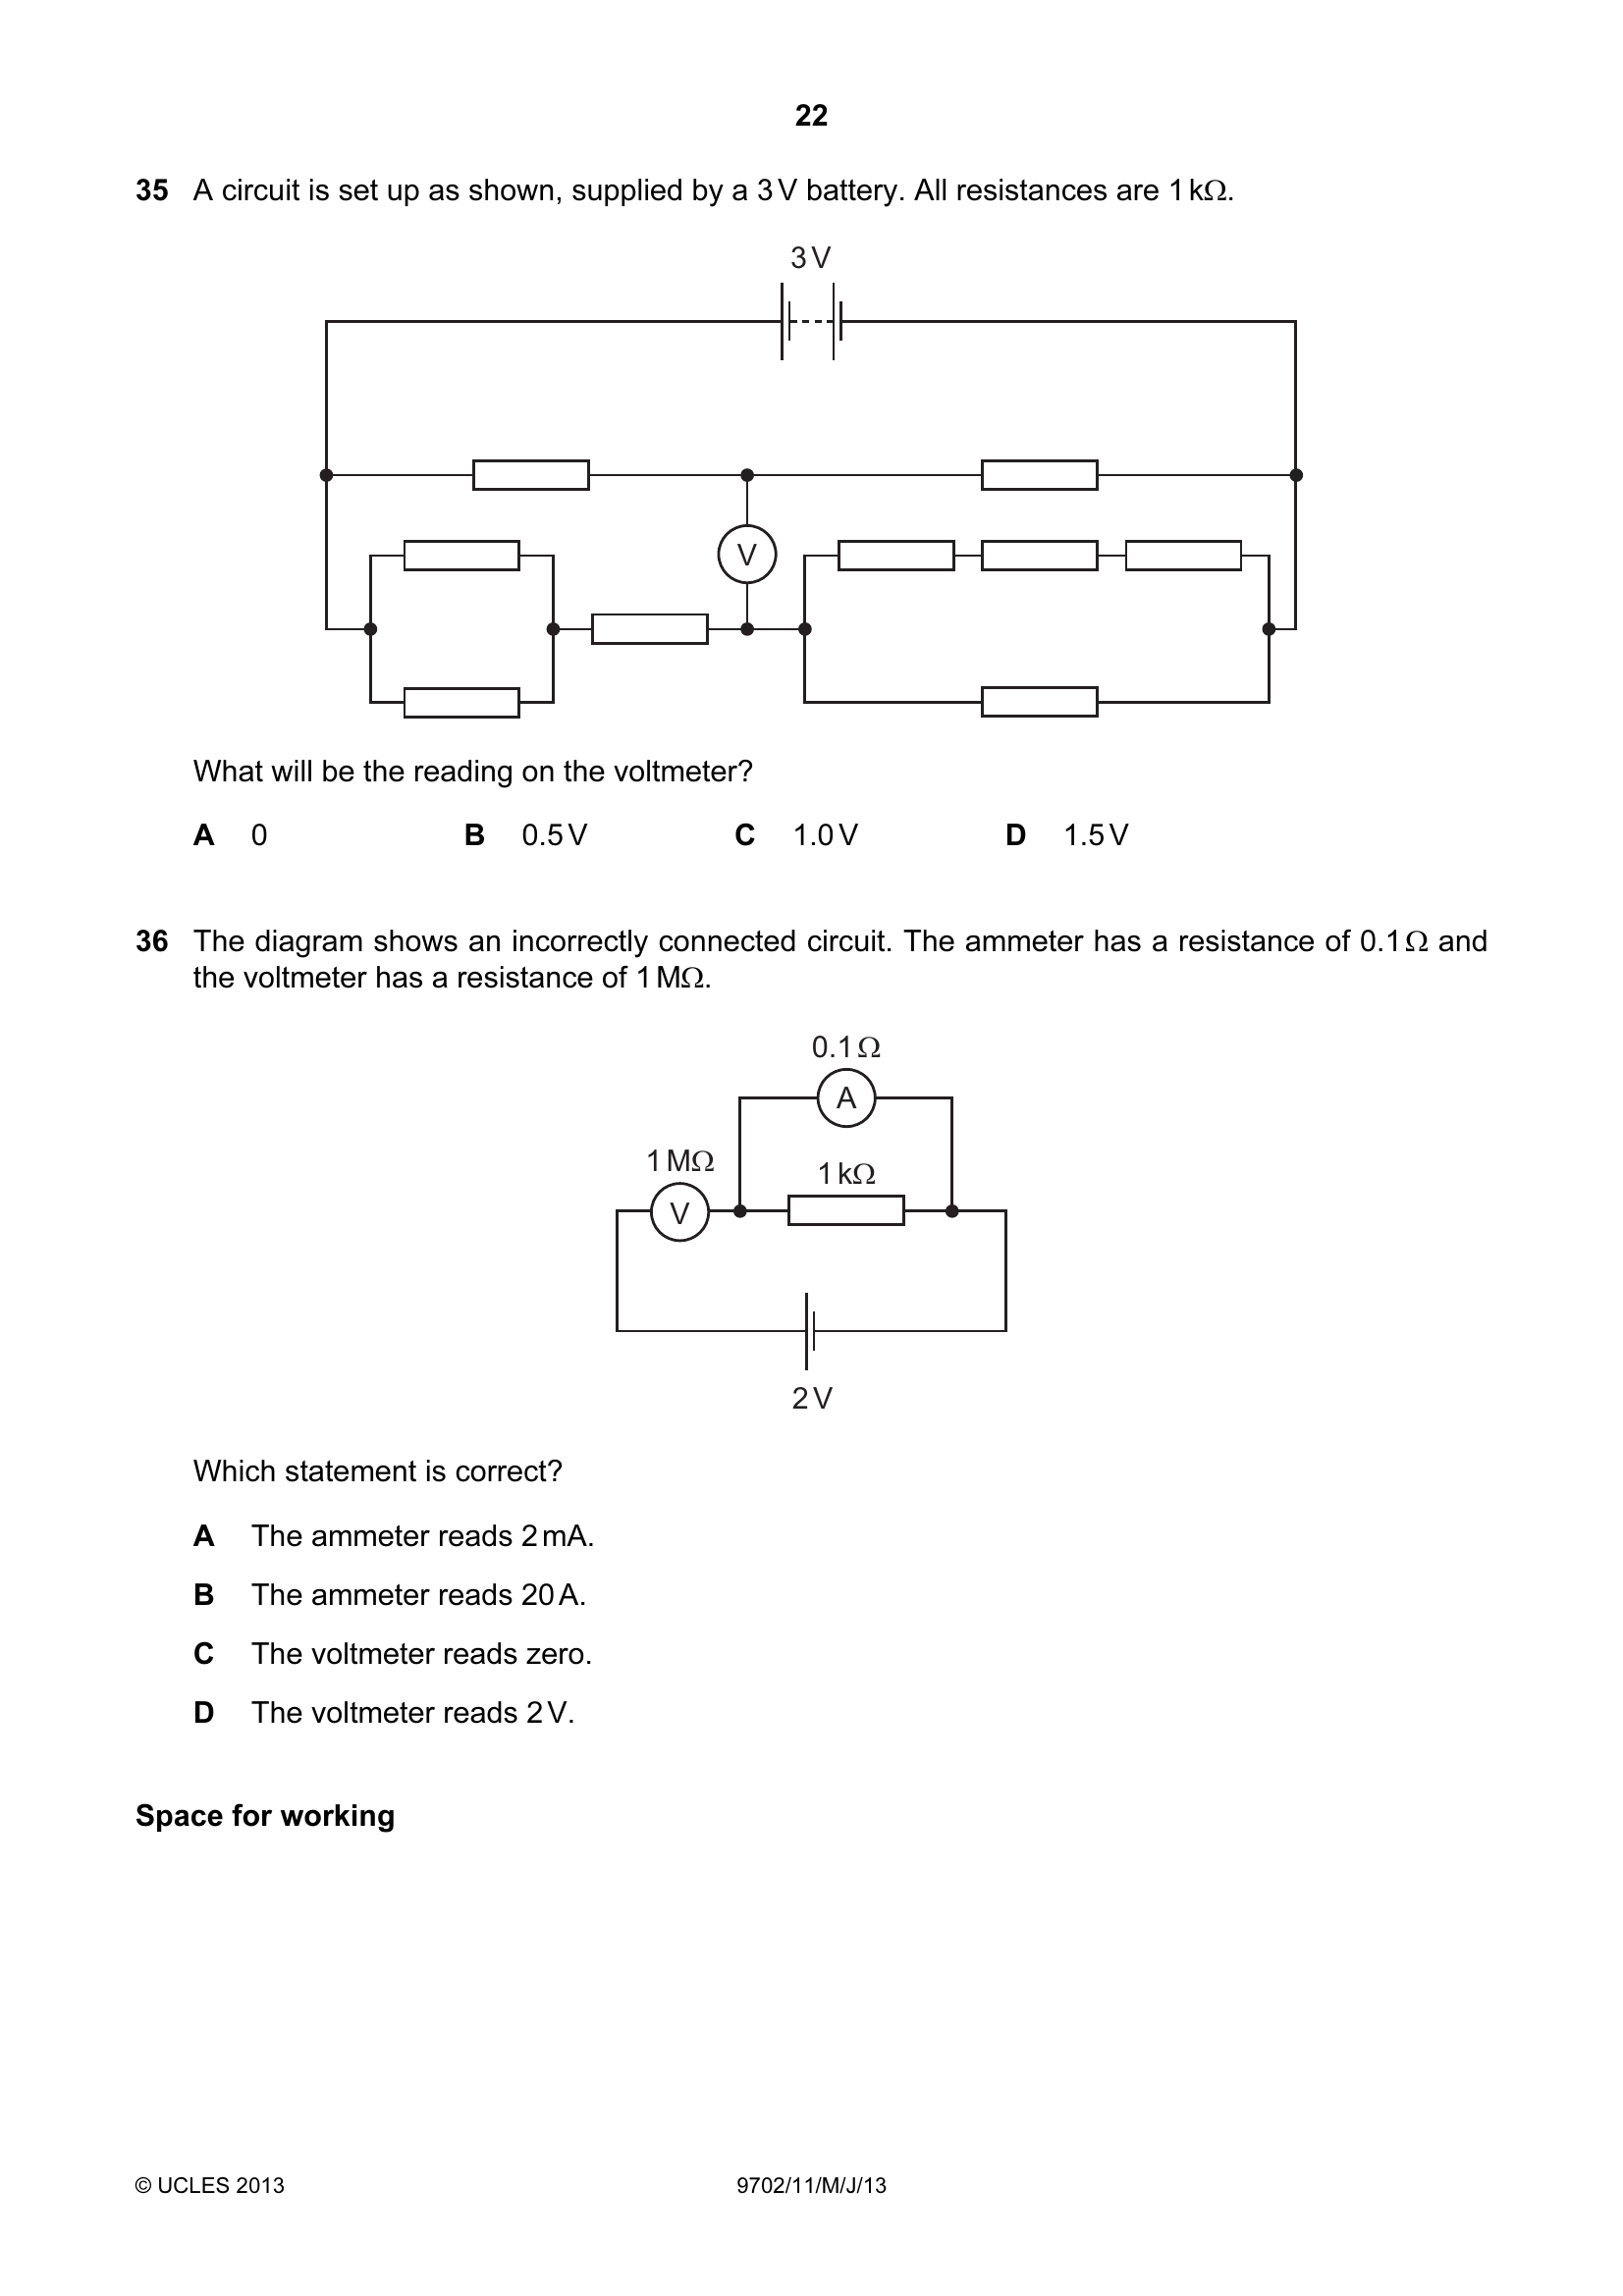 22
35 A circuit is set up as shown, supplied by a 3 V battery. All resistances are 1 kΩ.
3 V
V
What will be the reading on the voltmeter?
A 0 B 0.5 V C 1.0 V D 1.5 V
36 The diagram shows an incorrectly connected circuit. The ammeter has a resistance of 0.1 Ω and
the voltmeter has a resistance of 1 MΩ.
0.1 Ω
A
1 MΩ
1 kΩ
V
2 V
Which statement is correct?
A The ammeter reads 2 mA.
B The ammeter reads 20 A.
C The voltmeter reads zero.
D The voltmeter reads 2 V.
Space for working
© UCLES 2013 9702/11/M/J/13